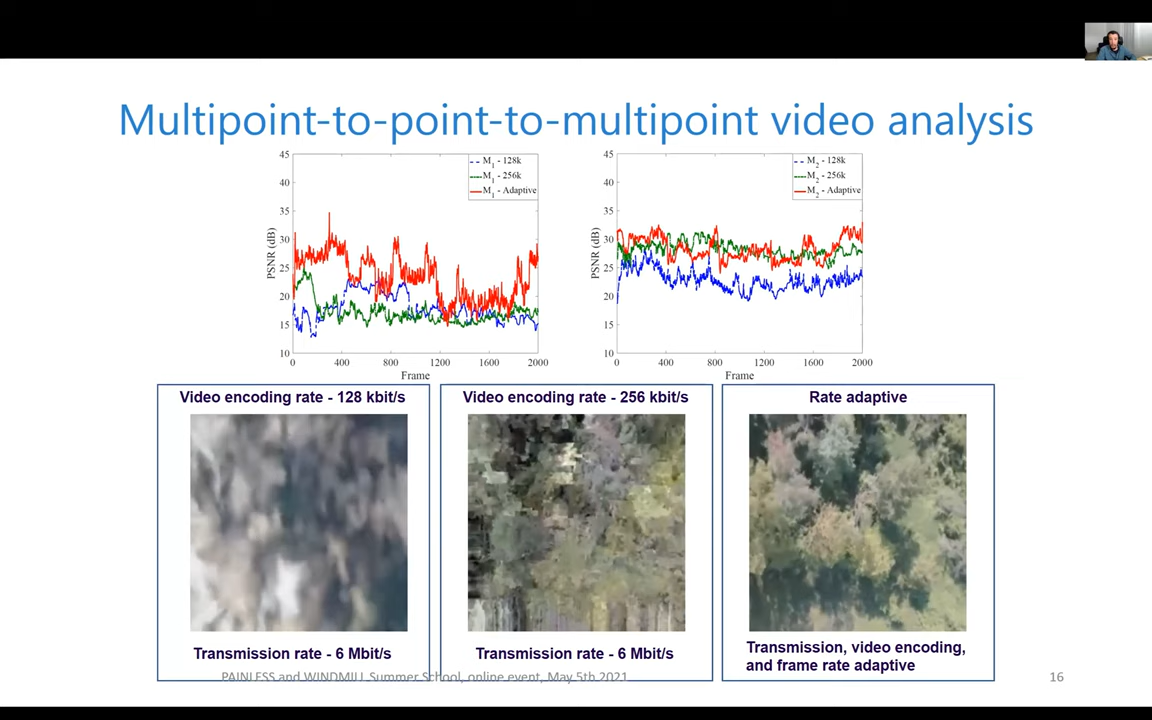 Multipoint-to-point-to-multipoint video analysis
45
40
35
30
25
20
15
10
PSNR (dB)
M1 - 128k
M1 - 256k
M1 - Adaptive
0 400 800 1200 1600 2000
Frame
45
40
35
30
25
20
15
10
PSNR (dB)
M2 - 128k
M2 - 256k
M2 - Adaptive
0 400 800 1200 1600 2000
Frame
Video encoding rate - 128 kbit/s
Transmission rate - 6 Mbit/s
Video encoding rate - 256 kbit/s
Transmission rate - 6 Mbit/s
Rate adaptive
Transmission, video encoding,
and frame rate adaptive
PAINLESS and WINDMILL Summer School, online event, May 5th 2021
16